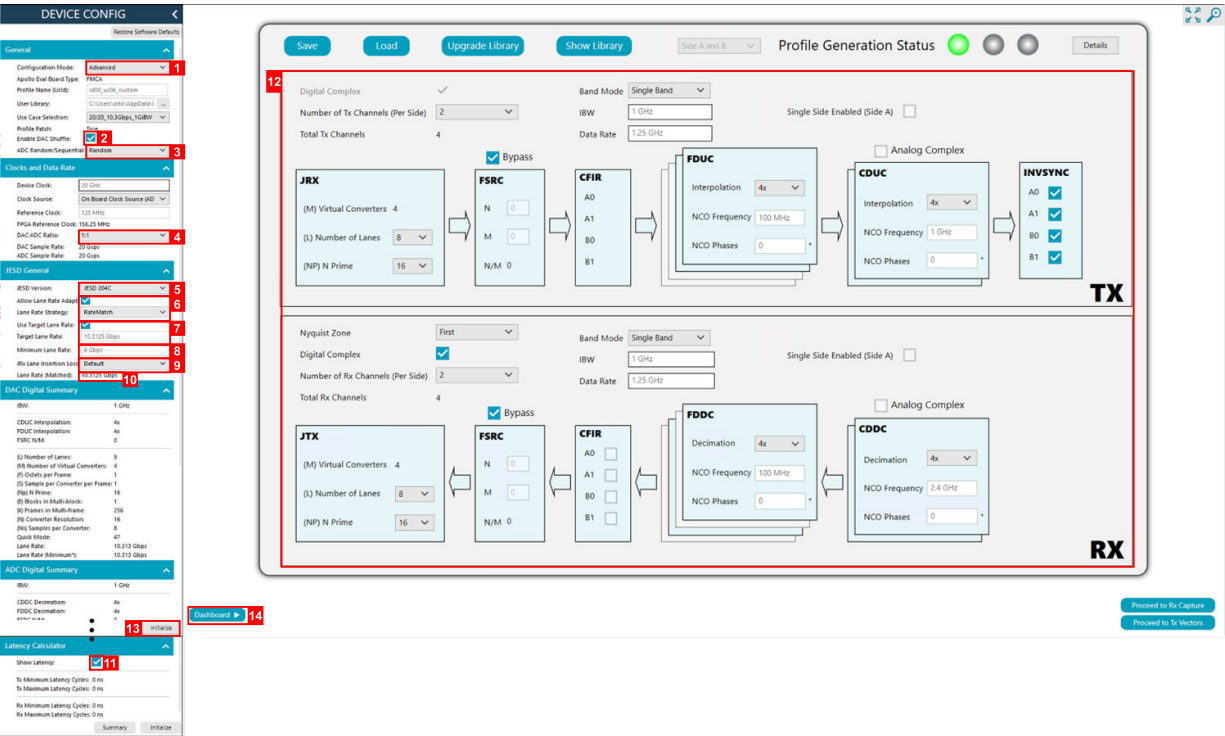 DEVICE CONFIG <
Restore Software Defaults
General
Configuration Mode: Advanced 1
Apollo Eval Board Type: FMCA
Profile Name (UcId): id00_uc06_custom
User Library: ...
Use Case Selection: 20/20_10.3Gbps_1GIBW
Profile Patch: True
Enable DAC Shuffle: 2
ADC Random/Sequential: Random 3
Clocks and Data Rate
Device Clock: 20 GHz
Clock Source: On Board Clock Source (AD
Reference Clock: 125 MHz
FPGA Reference Clock: 156.25 MHz
DAC:ADC Ratio: 1:1 4
DAC Sample Rate: 20 Gsps
ADC Sample Rate: 20 Gsps
JESD General
JESD Version: JESD 204C 5
Allow Lane Rate Adapt
Lane Rate Strategy: RateMatch 6
Use Target Lane Rate: 7
Target Lane Rate: 10.3125 Gbps
Minimum Lane Rate: 6 Gbps 8
JRx Lane Insertion Loss Default 9
Lane Rate (Matched): 10.3125 Gbps 10
DAC Digital Summary
IBW: 1 GHz
CDUC Interpolation: 4x
FDUC Interpolation: 4x
FSRC N/M: 0
(L) Number of Lanes: 8
(M) Number of Virtual Converters: 4
(F) Octets per Frame: 1
(S) Sample per Converter per Frame: 1
(Np) N Prime: 16
(E) Blocks in Multi-block: 1
(K) Frames in Multi-frame: 256
(N) Converter Resolution: 16
(Ns) Samples per Converter: 8
Quick Mode: 47
Lane Rate: 10.313 Gbps
Lane Rate (Minimum*): 10.313 Gbps
ADC Digital Summary
IBW: 1 GHz
CDDC Decimation: 4x
FDDC Decimation: 4x
13 Initialize
Latency Calculator
Show Latency: 11
Tx Minimum Latency Cycles: 0 ns
Tx Maximum Latency Cycles: 0 ns
Rx Minimum Latency Cycles: 0 ns
Rx Maximum Latency Cycles: 0 ns
Summary Initialize
Dashboard 14
Save Load Upgrade Library Show Library Side A and B Profile Generation Status Details
12
Digital Complex
Number of Tx Channels (Per Side) 2
Total Tx Channels 4
Band Mode Single Band
IBW 1 GHz
Data Rate 1.25 GHz
Single Side Enabled (Side A)
Bypass
Analog Complex
JRX
(M) Virtual Converters 4
(L) Number of Lanes 8
(NP) N Prime 16
FSRC
N 0
M 0
N/M 0
CFIR
A0
A1
B0
B1
FDUC
Interpolation 4x
NCO Frequency 100 MHz
NCO Phases 0 °
CDUC
Interpolation 4x
NCO Frequency 1 GHz
NCO Phases 0 °
INVSYNC
A0
A1
B0
B1
TX
Nyquist Zone First
Digital Complex
Number of Rx Channels (Per Side) 2
Total Rx Channels 4
Band Mode Single Band
IBW 1 GHz
Data Rate 1.25 GHz
Single Side Enabled (Side A)
Bypass
Analog Complex
JTX
(M) Virtual Converters 4
(L) Number of Lanes 8
(NP) N Prime 16
FSRC
N 0
M 0
N/M 0
CFIR
A0
A1
B0
B1
FDDC
Decimation 4x
NCO Frequency 100 MHz
NCO Phases 0 °
CDDC
Decimation 4x
NCO Frequency 2.4 GHz
NCO Phases 0 °
RX
Proceed to Rx Capture
Proceed to Tx Vectors